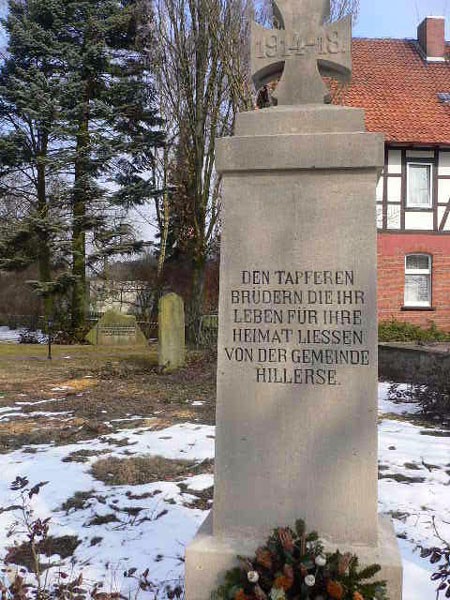 1914-18.
DEN TAPFEREN
BRÜDERN DIE IHR
LEBEN FÜR IHRE
HEIMAT LIESSEN
VON DER GEMEINDE
HILLERSE.